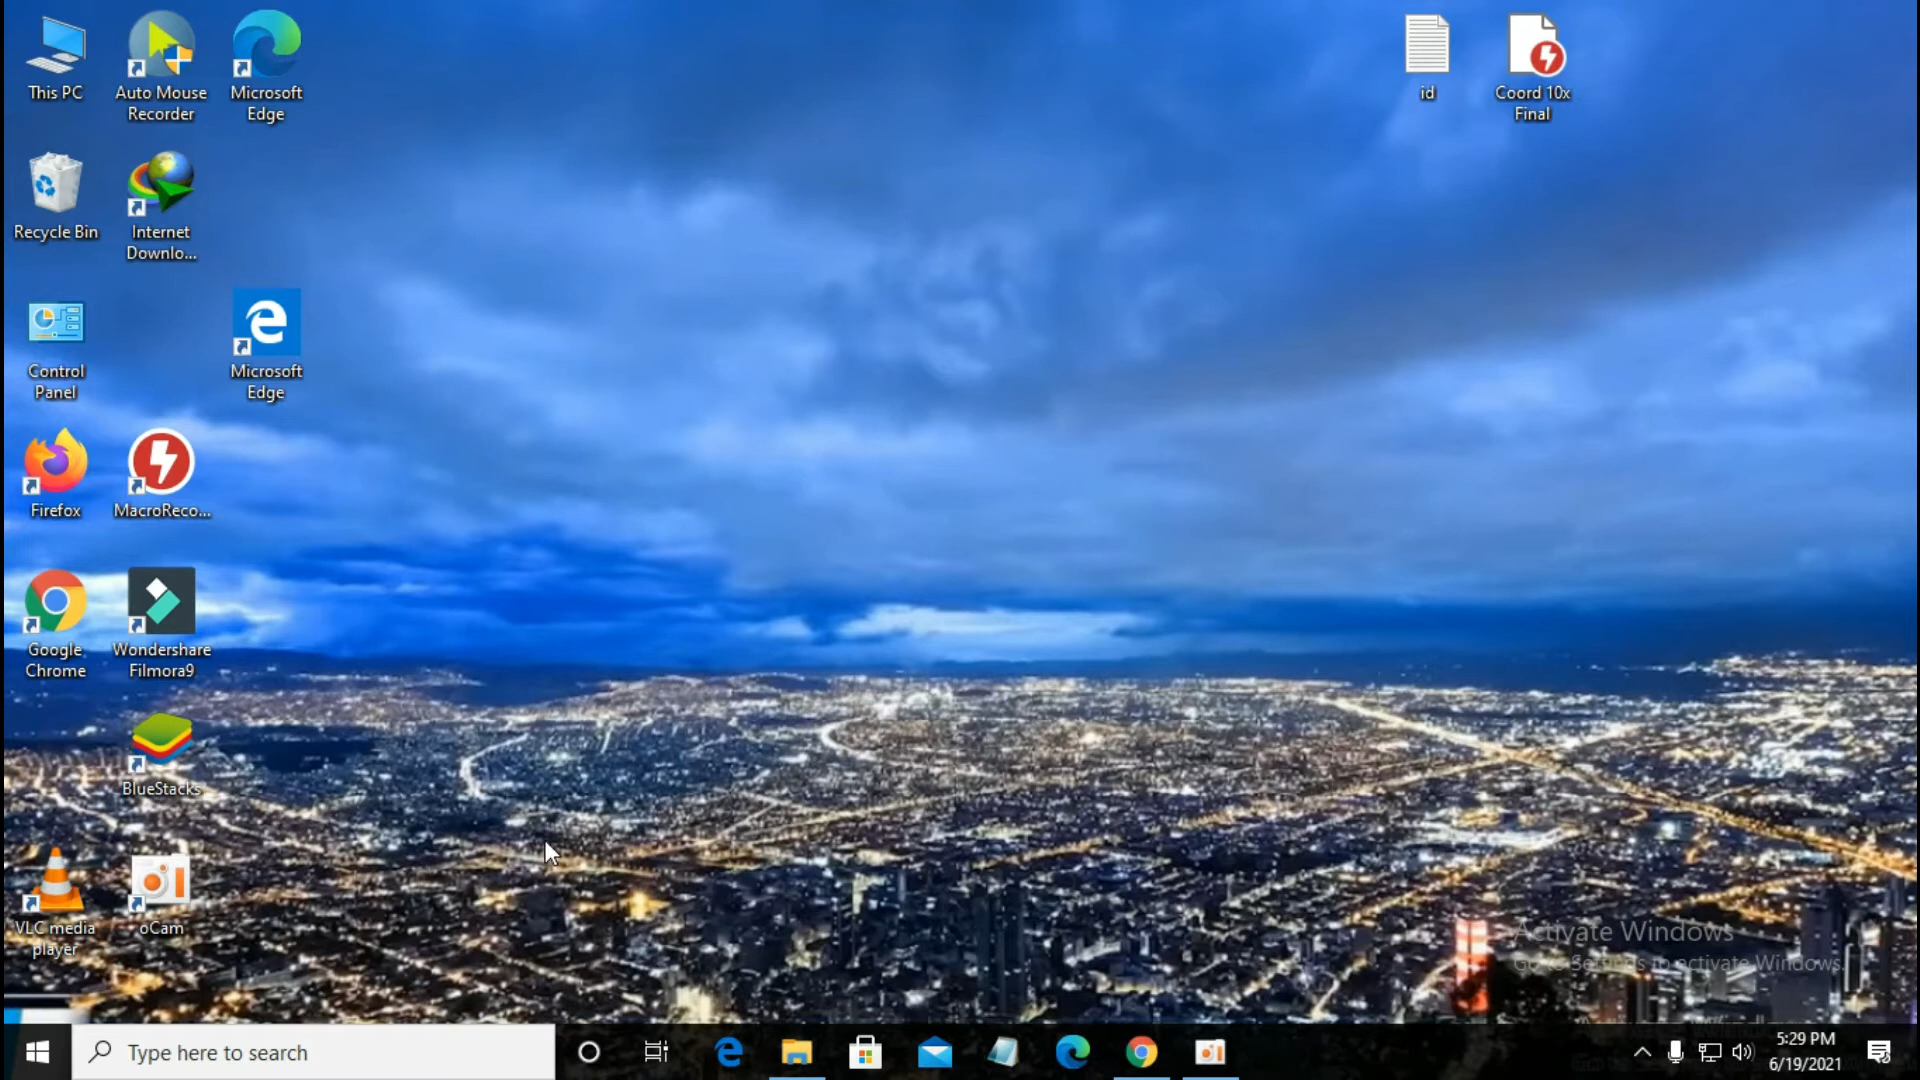 This PC
Auto Mouse
Recorder
Microsoft
Edge
id
Coord 10x
Final
Recycle Bin
Internet
Downlo...
Control
Panel
Microsoft
Edge
Firefox
MacroReco...
Google
Chrome
Wondershare
Filmora9
BlueStacks
VLC media
player
oCam
Activate Windows
Go to Settings to activate Windows.
Type here to search
5:29 PM
6/19/2021